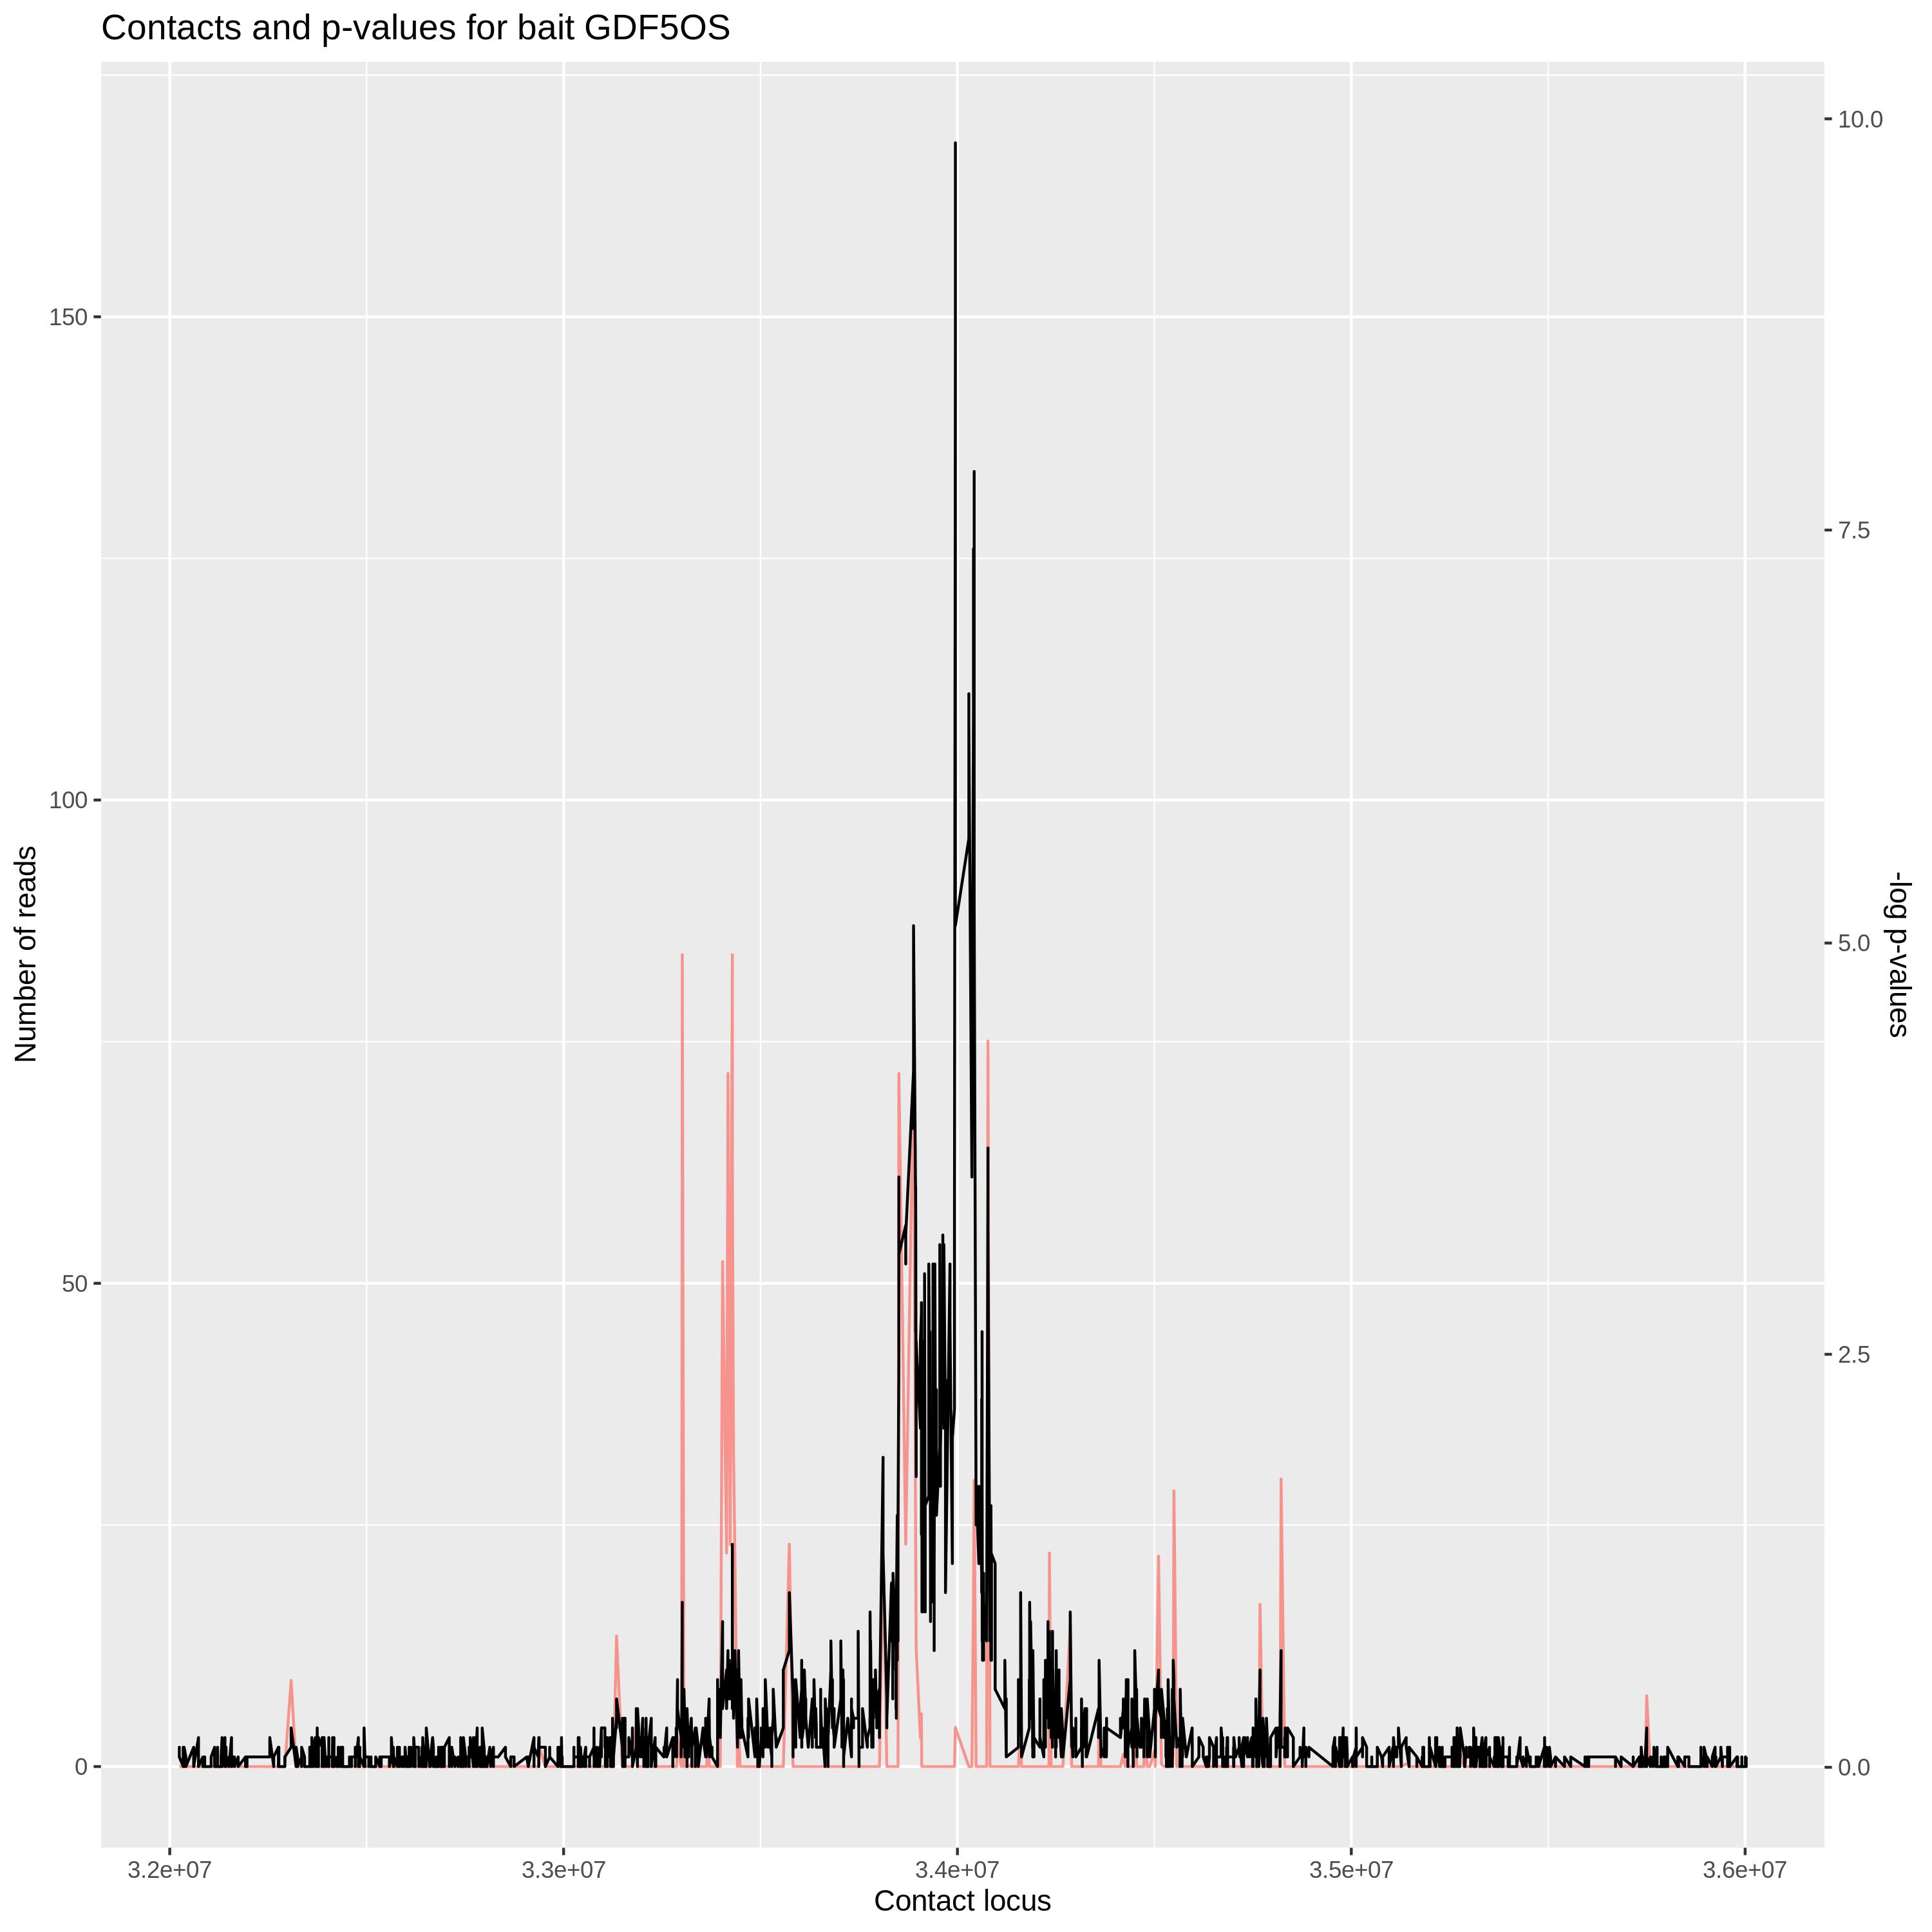 Contacts and p-values for bait GDF5OS
10.0
150
7.5
100
Number of reads
-log p-values
5.0
50
2.5
0
0.0
3.2e+07 3.3e+07 3.4e+07 3.5e+07 3.6e+07
Contact locus